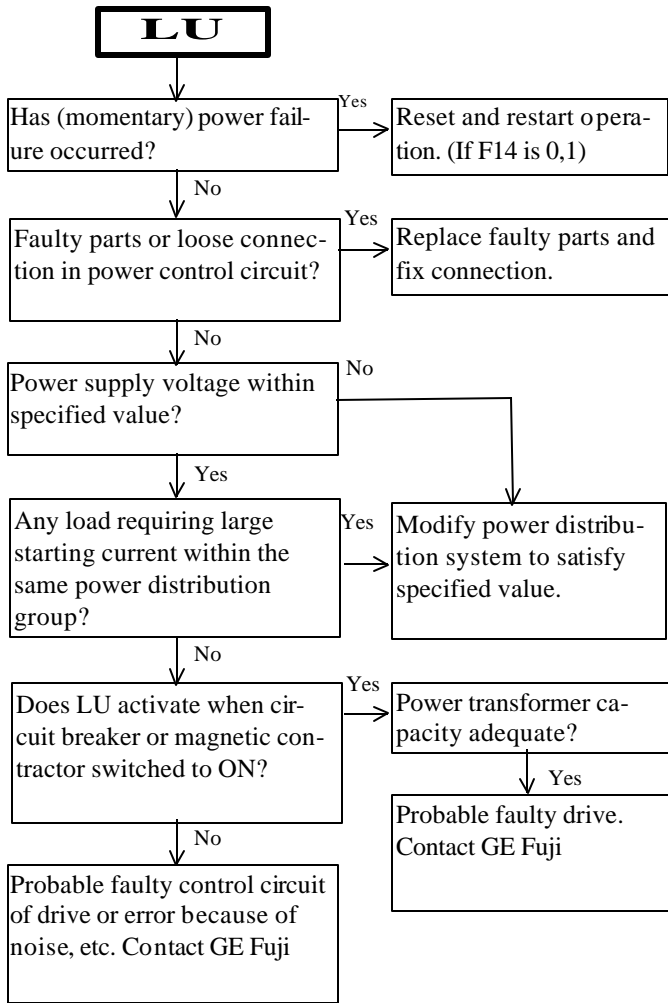 LU
Has (momentary) power fail-
ure occurred?
Yes
Reset and restart opera-
tion. (If F14 is 0,1)
No
Faulty parts or loose connec-
tion in power control circuit?
Yes
Replace faulty parts and
fix connection.
No
Power supply voltage within
specified value?
No
Yes
Any load requiring large
starting current within the
same power distribution
group?
Yes
Modify power distribu-
tion system to satisfy
specified value.
No
Does LU activate when cir-
cuit breaker or magnetic con-
tractor switched to ON?
Yes
Power transformer ca-
pacity adequate?
Yes
Probable faulty drive.
Contact GE Fuji
No
Probable faulty control circuit
of drive or error because of
noise, etc. Contact GE Fuji